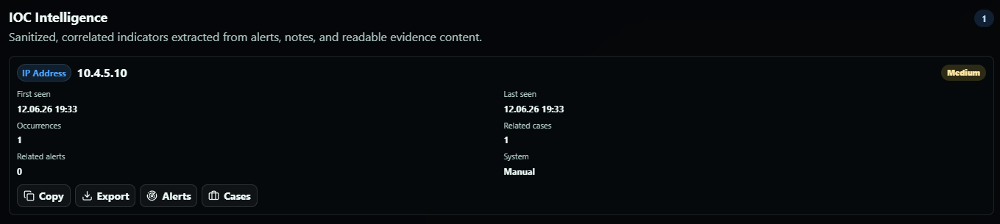 IOC Intelligence
1
Sanitized, correlated indicators extracted from alerts, notes, and readable evidence content.
IP Address 10.4.5.10
Medium
First seen
12.06.26 19:33
Last seen
12.06.26 19:33
Occurrences
1
Related cases
1
Related alerts
0
System
Manual
Copy
Export
Alerts
Cases